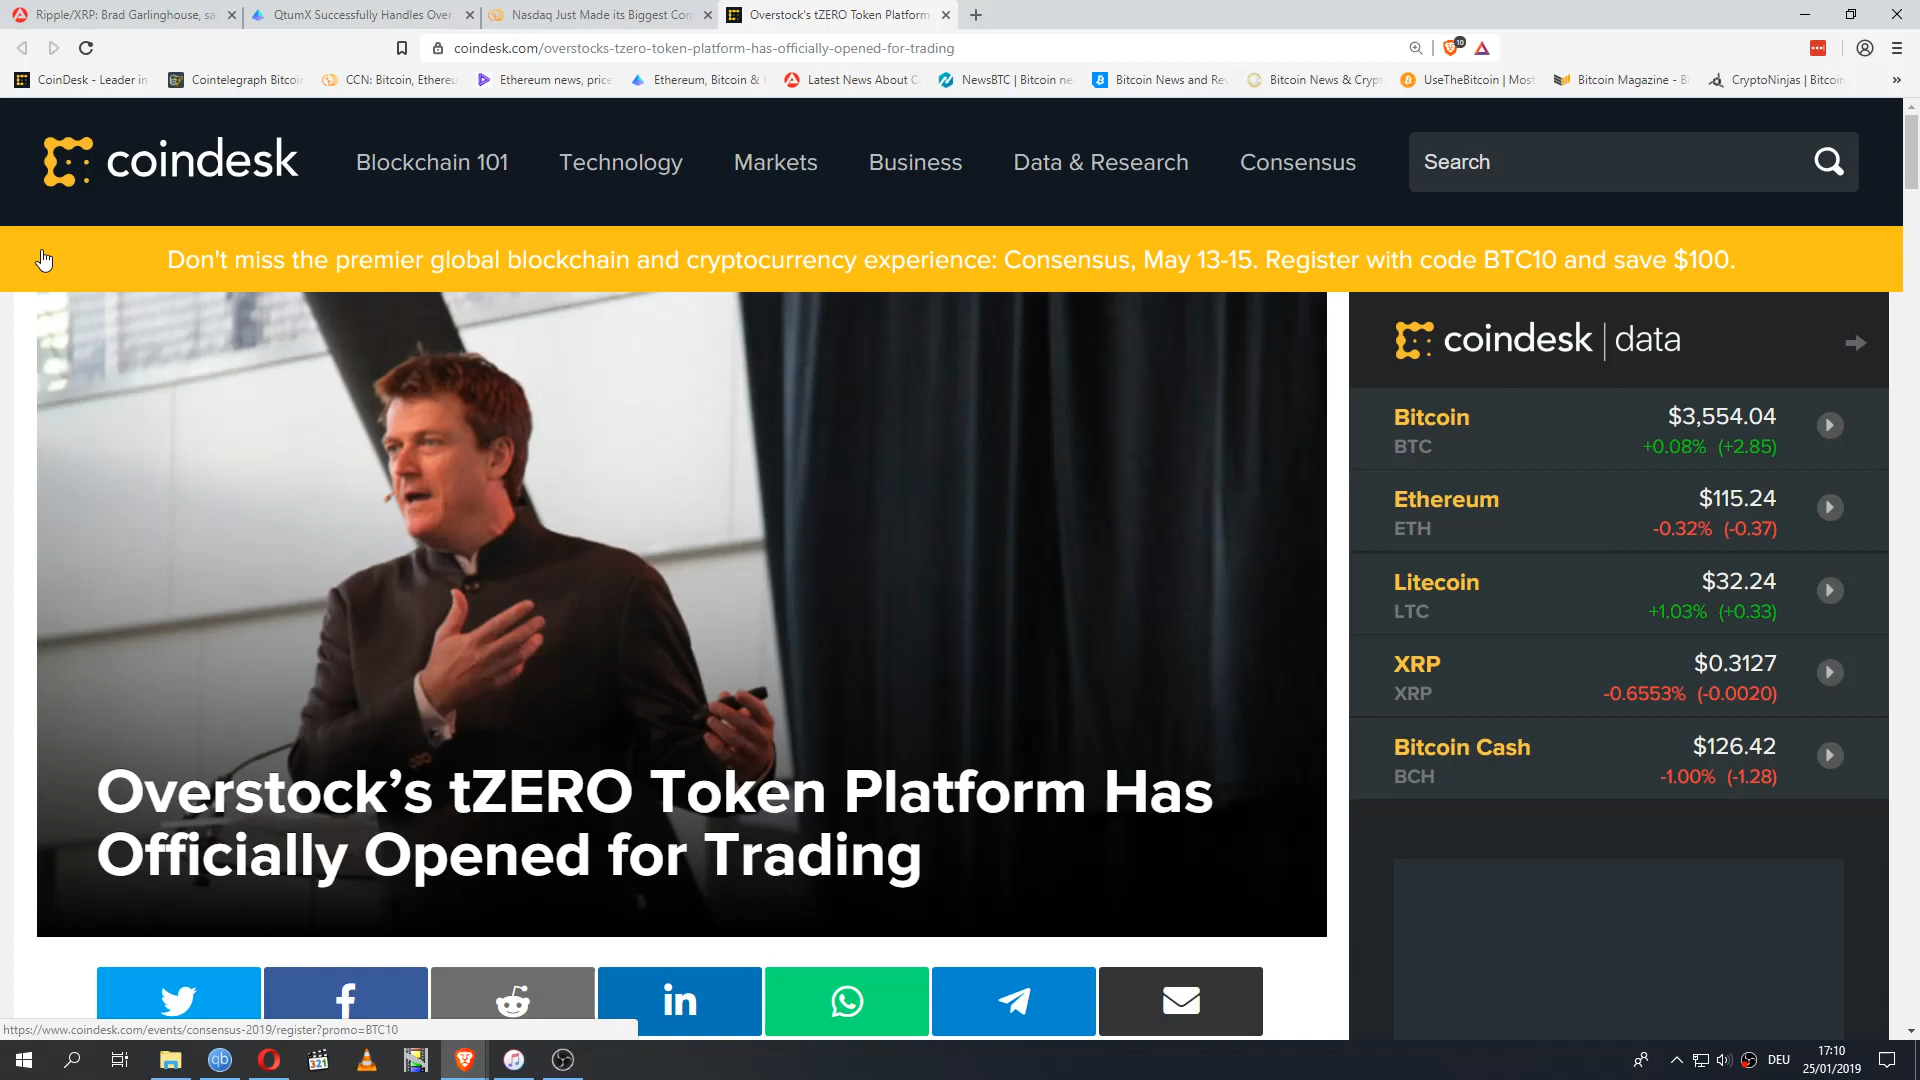 Ripple/XRP: Brad Garlinghouse, sa
QtumX Successfully Handles Over
Nasdaq Just Made its Biggest Con
Overstock's tZERO Token Platform
coindesk.com/overstocks-tzero-token-platform-has-officially-opened-for-trading
10
CoinDesk - Leader in
Cointelegraph Bitcoin
CCN: Bitcoin, Ethereu
Ethereum news, price
Ethereum, Bitcoin &
Latest News About C
NewsBTC | Bitcoin ne
Bitcoin News and Rev
Bitcoin News & Crypt
UseTheBitcoin | Most
Bitcoin Magazine - B
CryptoNinjas | Bitcoin
coindesk
Blockchain 101
Technology
Markets
Business
Data & Research
Consensus
Search
Don't miss the premier global blockchain and cryptocurrency experience: Consensus, May 13-15. Register with code BTC10 and save $100.
coindesk | data
Bitcoin $3,554.04
BTC +0.08% (+2.85)
Ethereum $115.24
ETH -0.32% (-0.37)
Litecoin $32.24
LTC +1.03% (+0.33)
XRP $0.3127
XRP -0.6553% (-0.0020)
Bitcoin Cash $126.42
BCH -1.00% (-1.28)
Overstock’s tZERO Token Platform Has
Officially Opened for Trading
in
https://www.coindesk.com/events/consensus-2019/register?promo=BTC10
qb
321
DEU
17:10
25/01/2019